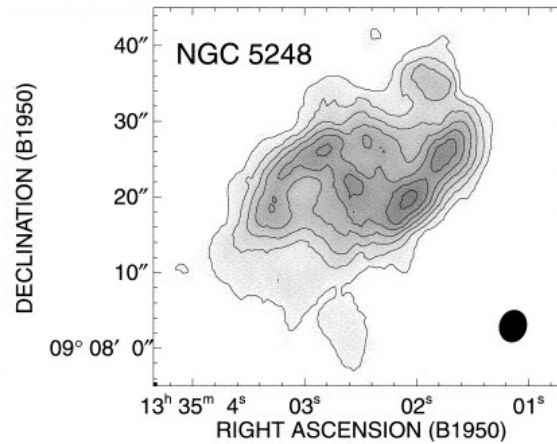 NGC 5248
40″
30″
20″
10″
09° 08′ 0″
DECLINATION (B1950)
13ʰ 35ᵐ 4ˢ 03ˢ 02ˢ 01ˢ
RIGHT ASCENSION (B1950)